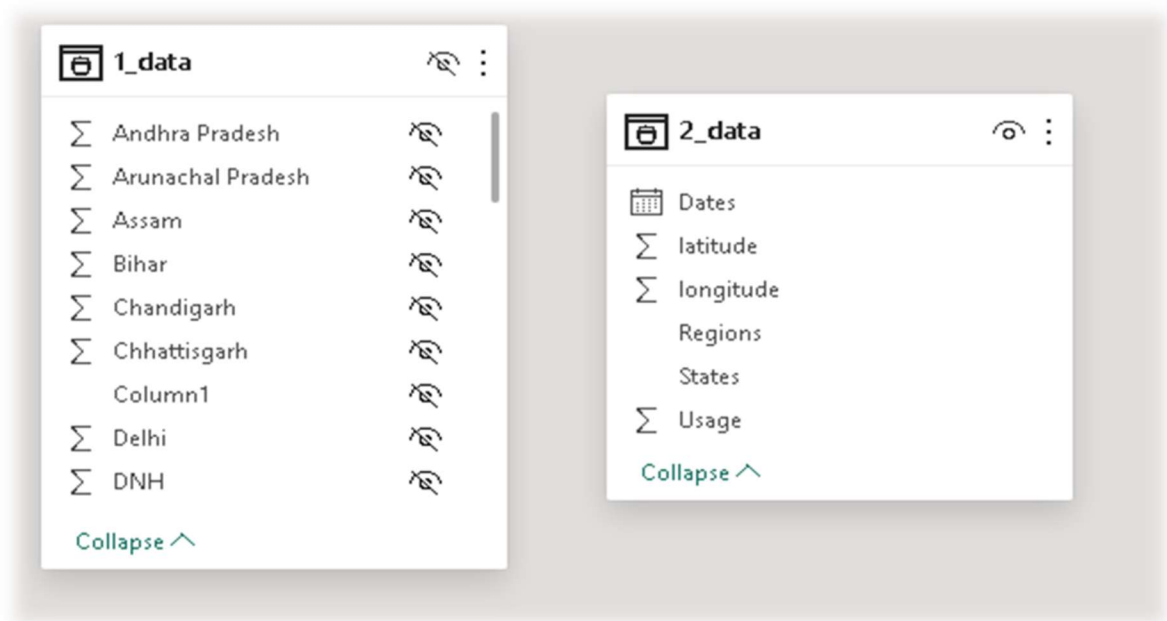 1_data
Andhra Pradesh
Arunachal Pradesh
Assam
Bihar
Chandigarh
Chhattisgarh
Column1
Delhi
DNH
Collapse
2_data
Dates
latitude
longitude
Regions
States
Usage
Collapse